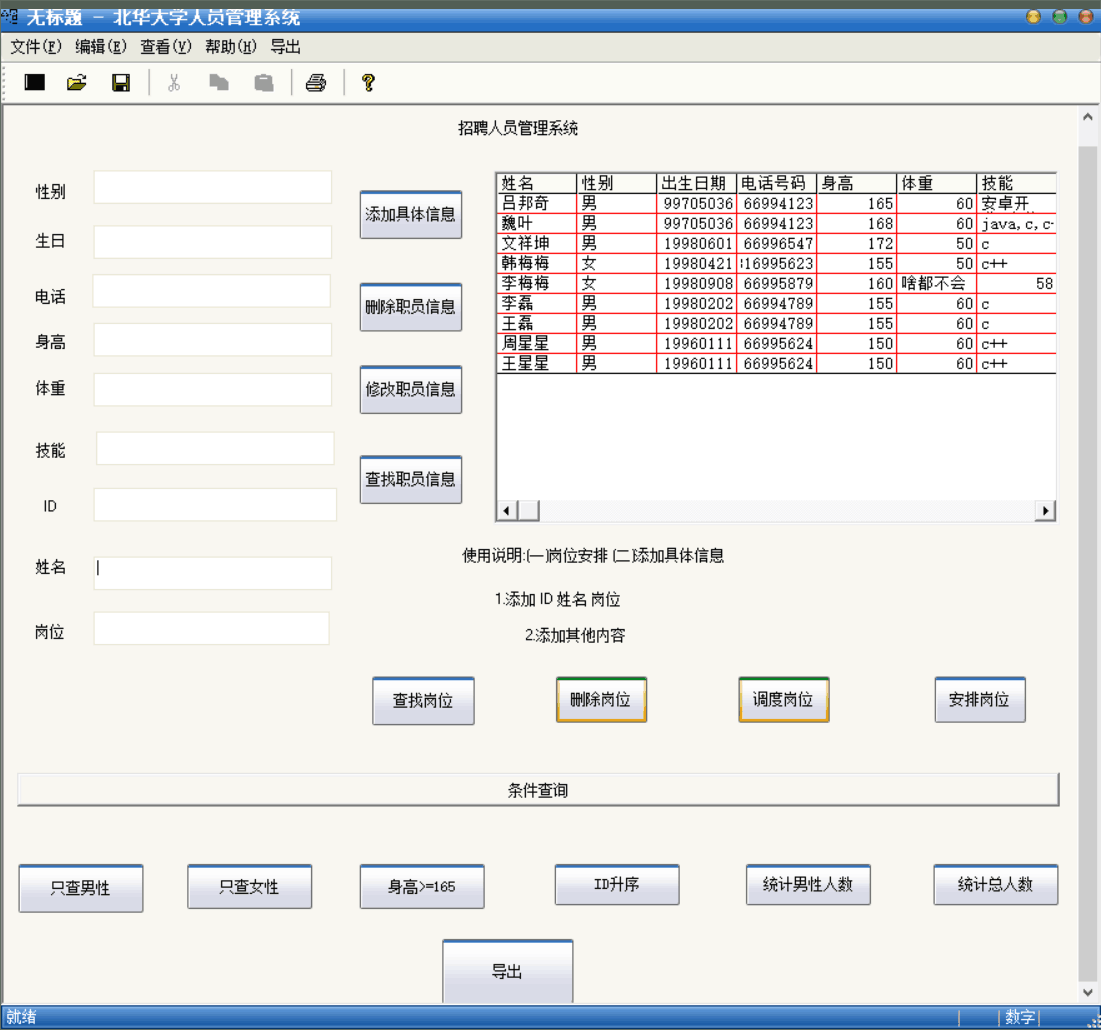 无标题 - 北华大学人员管理系统
文件(F) 编辑(E) 查看(V) 帮助(H) 导出
招聘人员管理系统
性别
生日
电话
身高
体重
技能
ID
姓名
岗位
添加具体信息
删除职员信息
修改职员信息
查找职员信息
姓名 性别 出生日期 电话号码 身高 体重 技能
吕邦奇 男 99705036 66994123 165 60 安卓开
魏叶 男 99705036 66994123 168 60 java,c,c
文祥坤 男 19980601 66996547 172 50 c
韩梅梅 女 19980421 16995623 155 50 c++
李梅梅 女 19980908 66995879 160 啥都不会 58
李磊 男 19980202 66994789 155 60 c
王磊 男 19980202 66994789 155 60 c
周星星 男 19960111 66995624 150 60 c++
王星星 男 19960111 66995624 150 60 c++
使用说明:(一)岗位安排 (二)添加具体信息
1.添加 ID 姓名 岗位
2.添加其他内容
查找岗位 删除岗位 调度岗位 安排岗位
条件查询
只查男性 只查女性 身高>=165 ID升序 统计男性人数 统计总人数
导出
就绪 数字